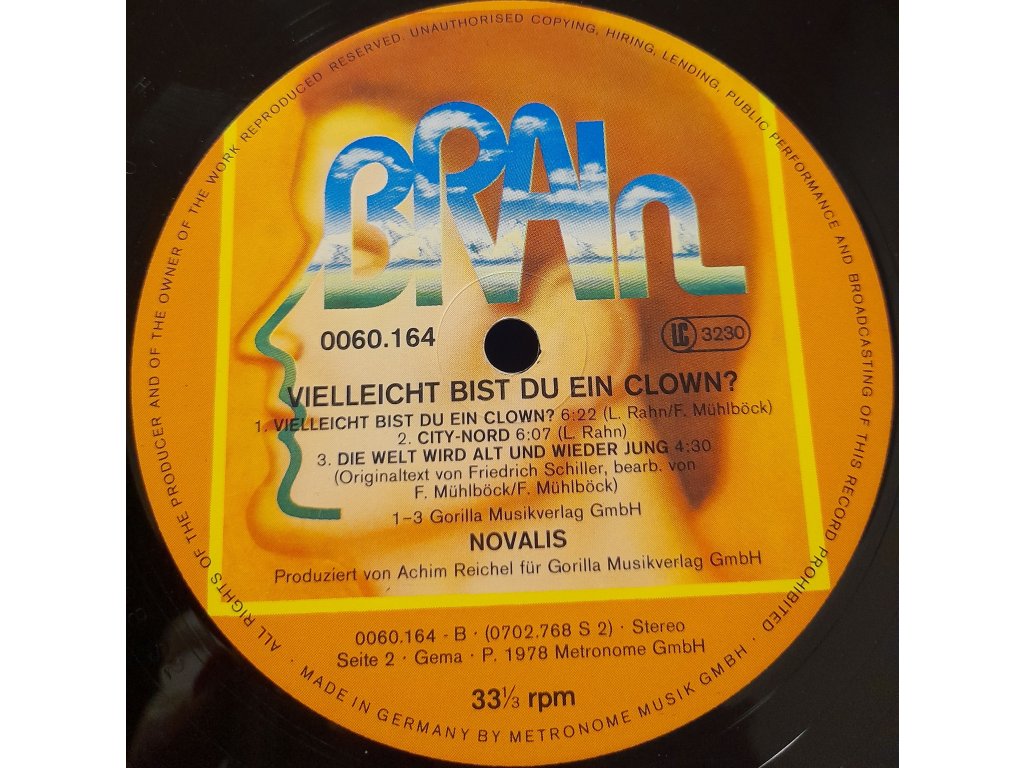 BRAIN
0060.164
LC 3230
VIELLEICHT BIST DU EIN CLOWN?
1. VIELLEICHT BIST DU EIN CLOWN? 6:22 (L. Rahn/F. Mühlböck)
2. CITY-NORD 6:07 (L. Rahn)
3. DIE WELT WIRD ALT UND WIEDER JUNG 4:30
(Originaltext von Friedrich Schiller, bearb. von
F. Mühlböck/F. Mühlböck)
1–3 Gorilla Musikverlag GmbH
NOVALIS
Produziert von Achim Reichel für Gorilla Musikverlag GmbH
0060.164 - B · (0702.768 S 2) · Stereo
Seite 2 · Gema · P. 1978 Metronome GmbH
33⅓ rpm
ALL RIGHTS OF THE PRODUCER AND OF THE OWNER OF THE WORK REPRODUCED RESERVED. UNAUTHORISED COPYING, HIRING, LENDING, PUBLIC PERFORMANCE AND BROADCASTING OF THIS RECORD PROHIBITED ·
MADE IN GERMANY BY METRONOME MUSIK GMBH ·